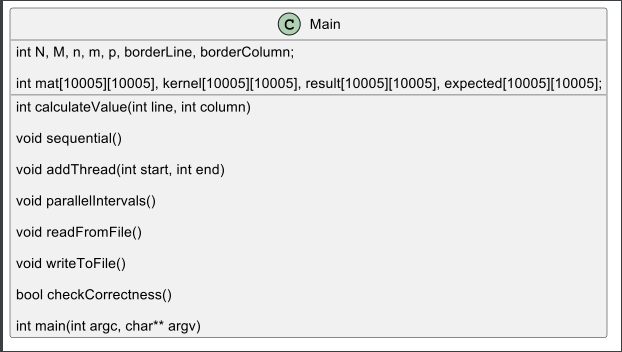 C Main
int N, M, n, m, p, borderLine, borderColumn;
int mat[10005][10005], kernel[10005][10005], result[10005][10005], expected[10005][10005];
int calculateValue(int line, int column)
void sequential()
void addThread(int start, int end)
void parallelIntervals()
void readFromFile()
void writeToFile()
bool checkCorrectness()
int main(int argc, char** argv)